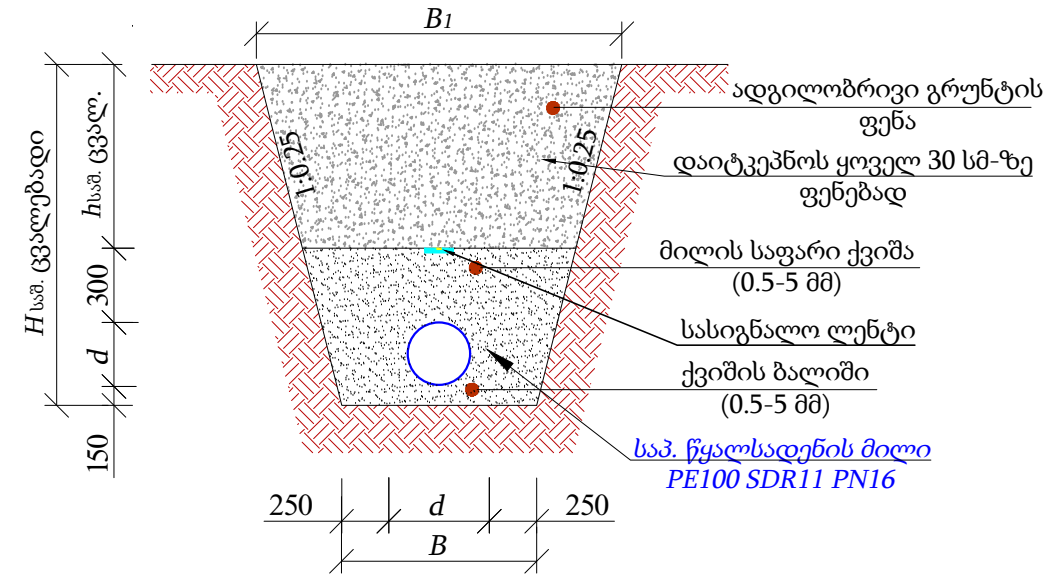 B1
ადგილობრივი გრუნტის
ფენა
1:0.25
1:0.25
დაიტკეპნოს ყოველ 30 სმ-ზე
ფენებად
H საშ. ცვალებადი
hსაშ. ცვალ.
300
d
150
მილის საფარი ქვიშა
(0.5-5 მმ)
სასიგნალო ლენტი
ქვიშის ბალიში
(0.5-5 მმ)
საპ. წყალსადენის მილი
PE100 SDR11 PN16
250
d
250
B